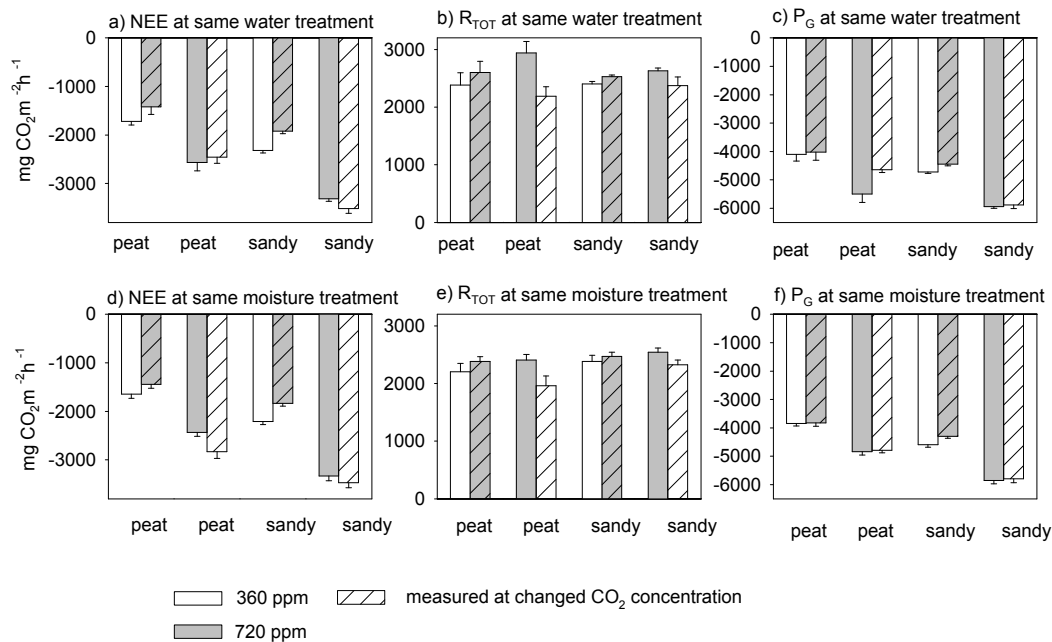 a) NEE at same water treatment
b) R_TOT at same water treatment
c) P_G at same water treatment
mg CO₂m⁻²h⁻¹
0
-1000
-2000
-3000
peat peat sandy sandy
3000
2000
1000
0
peat peat sandy sandy
0
-1000
-2000
-3000
-4000
-5000
-6000
peat peat sandy sandy
d) NEE at same moisture treatment
e) R_TOT at same moisture treatment
f) P_G at same moisture treatment
mg CO₂m⁻²h⁻¹
0
-1000
-2000
-3000
peat peat sandy sandy
3000
2000
1000
0
peat peat sandy sandy
0
-1000
-2000
-3000
-4000
-5000
-6000
peat peat sandy sandy
360 ppm measured at changed CO₂ concentration
720 ppm